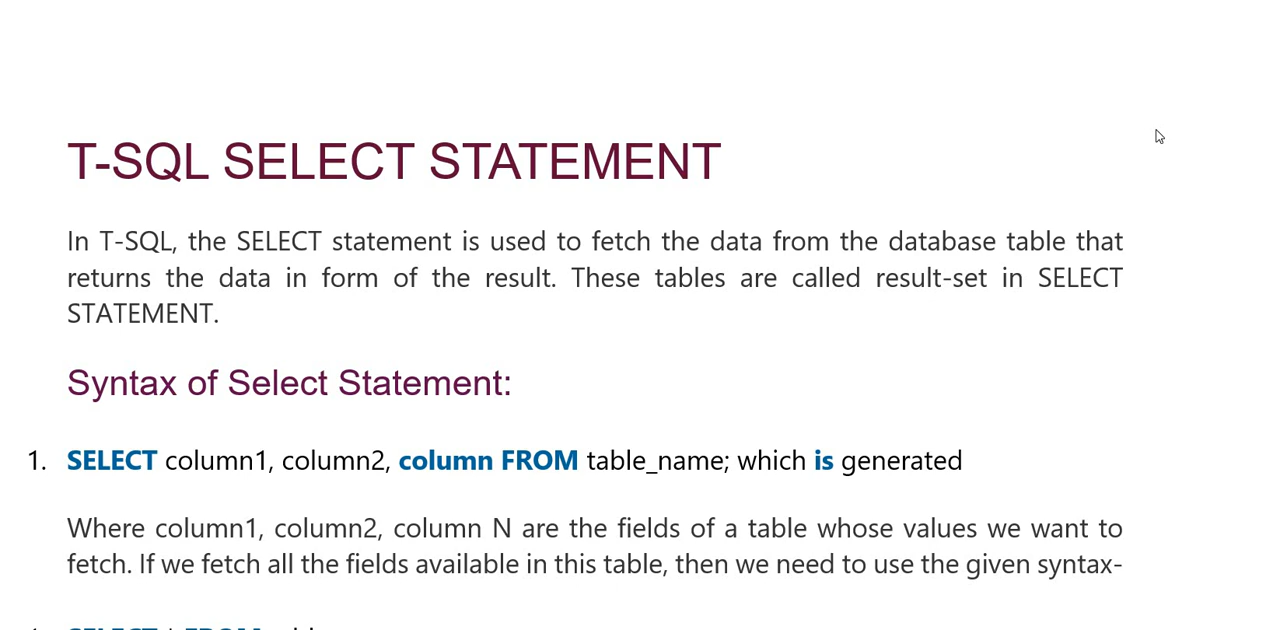 T-SQL SELECT STATEMENT
In T-SQL, the SELECT statement is used to fetch the data from the database table that
returns the data in form of the result. These tables are called result-set in SELECT
STATEMENT.
Syntax of Select Statement:
1. SELECT column1, column2, column FROM table_name; which is generated
Where column1, column2, column N are the fields of a table whose values we want to
fetch. If we fetch all the fields available in this table, then we need to use the given syntax-